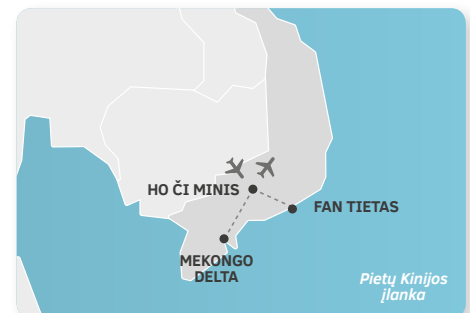 HO ČI MINIS
FAN TIETAS
MEKONGO
DELTA
Pietų Kinijos
įlanka